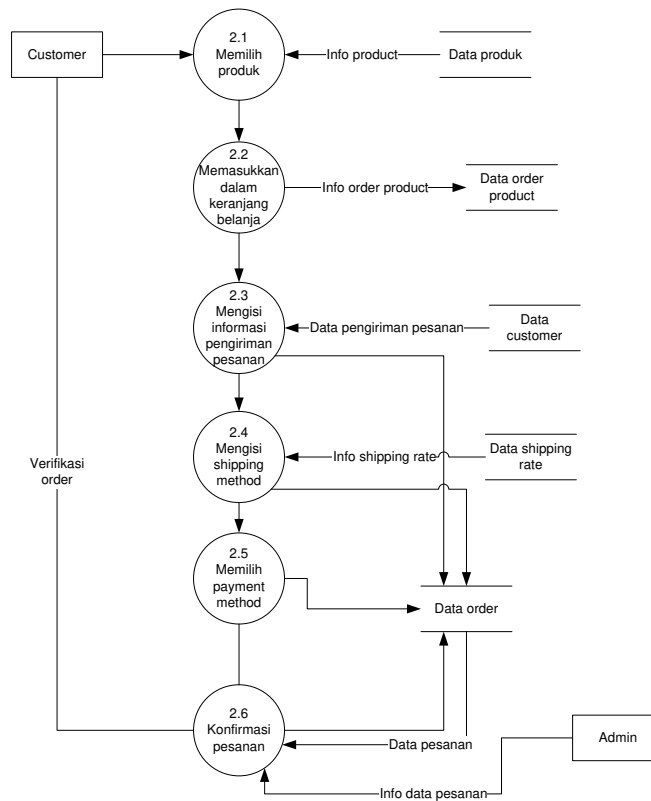 Customer
2.1
Memilih
produk
Info product
Data produk
2.2
Memasukkan
dalam
keranjang
belanja
Info order product
Data order
product
2.3
Mengisi
informasi
pengiriman
pesanan
Data pengiriman pesanan
Data
customer
2.4
Mengisi
shipping
method
Info shipping rate
Data shipping
rate
Verifikasi
order
2.5
Memilih
payment
method
Data order
2.6
Konfirmasi
pesanan
Data pesanan
Admin
Info data pesanan